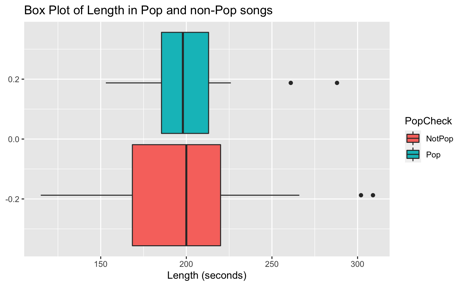 Box Plot of Length in Pop and non-Pop songs
0.2
0.0
-0.2
150 200 250 300
Length (seconds)
PopCheck
NotPop
Pop